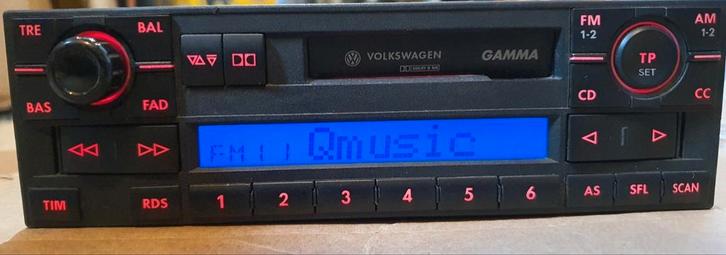 TRE BAL
BAS FAD
VOLKSWAGEN GAMMA
FM AM
1-2 1-2
TP
SET
CD CC
FM Qmusic
TIM RDS
1 2 3 4 5 6
AS SFL SCAN